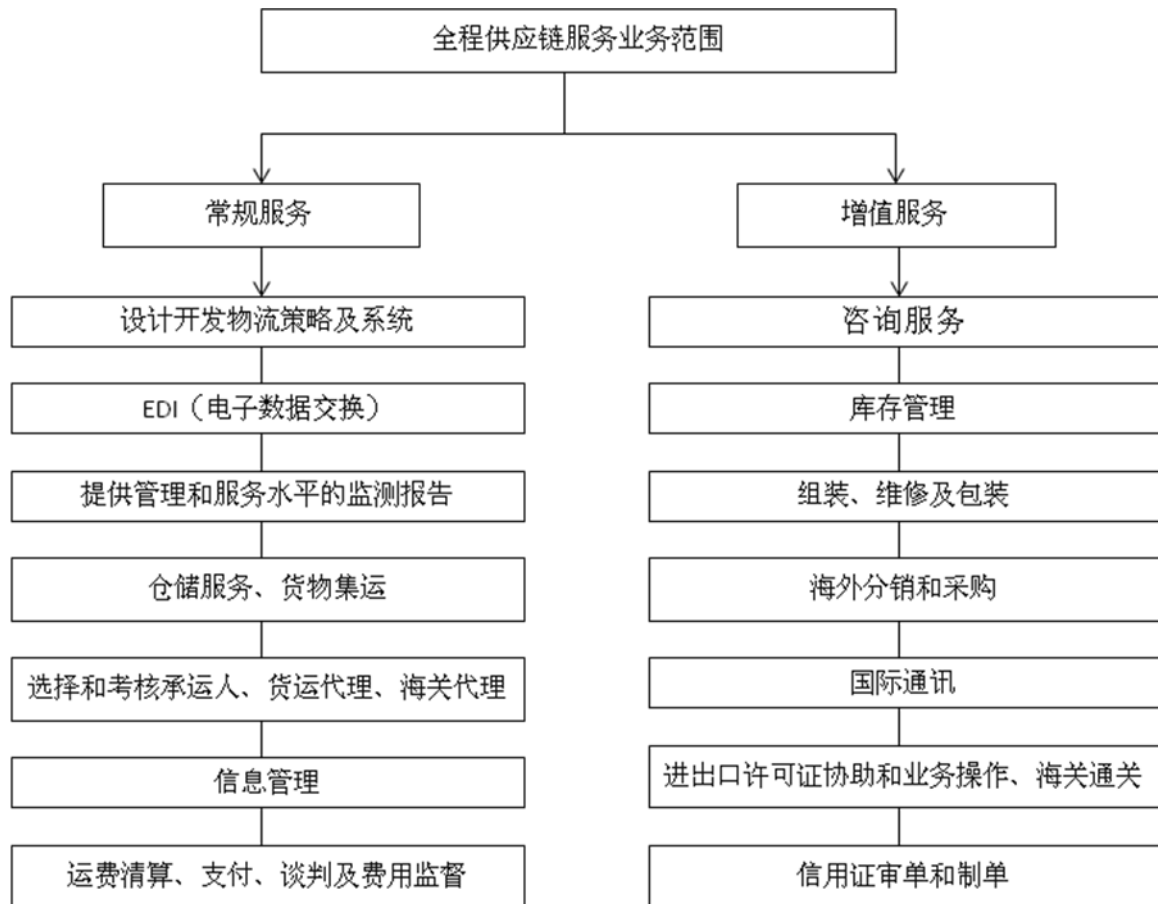 全程供应链服务业务范围
常规服务
设计开发物流策略及系统
EDI（电子数据交换）
提供管理和服务水平的监测报告
仓储服务、货物集运
选择和考核承运人、货运代理、海关代理
信息管理
运费清算、支付、谈判及费用监督
增值服务
咨询服务
库存管理
组装、维修及包装
海外分销和采购
国际通讯
进出口许可证协助和业务操作、海关通关
信用证审单和制单